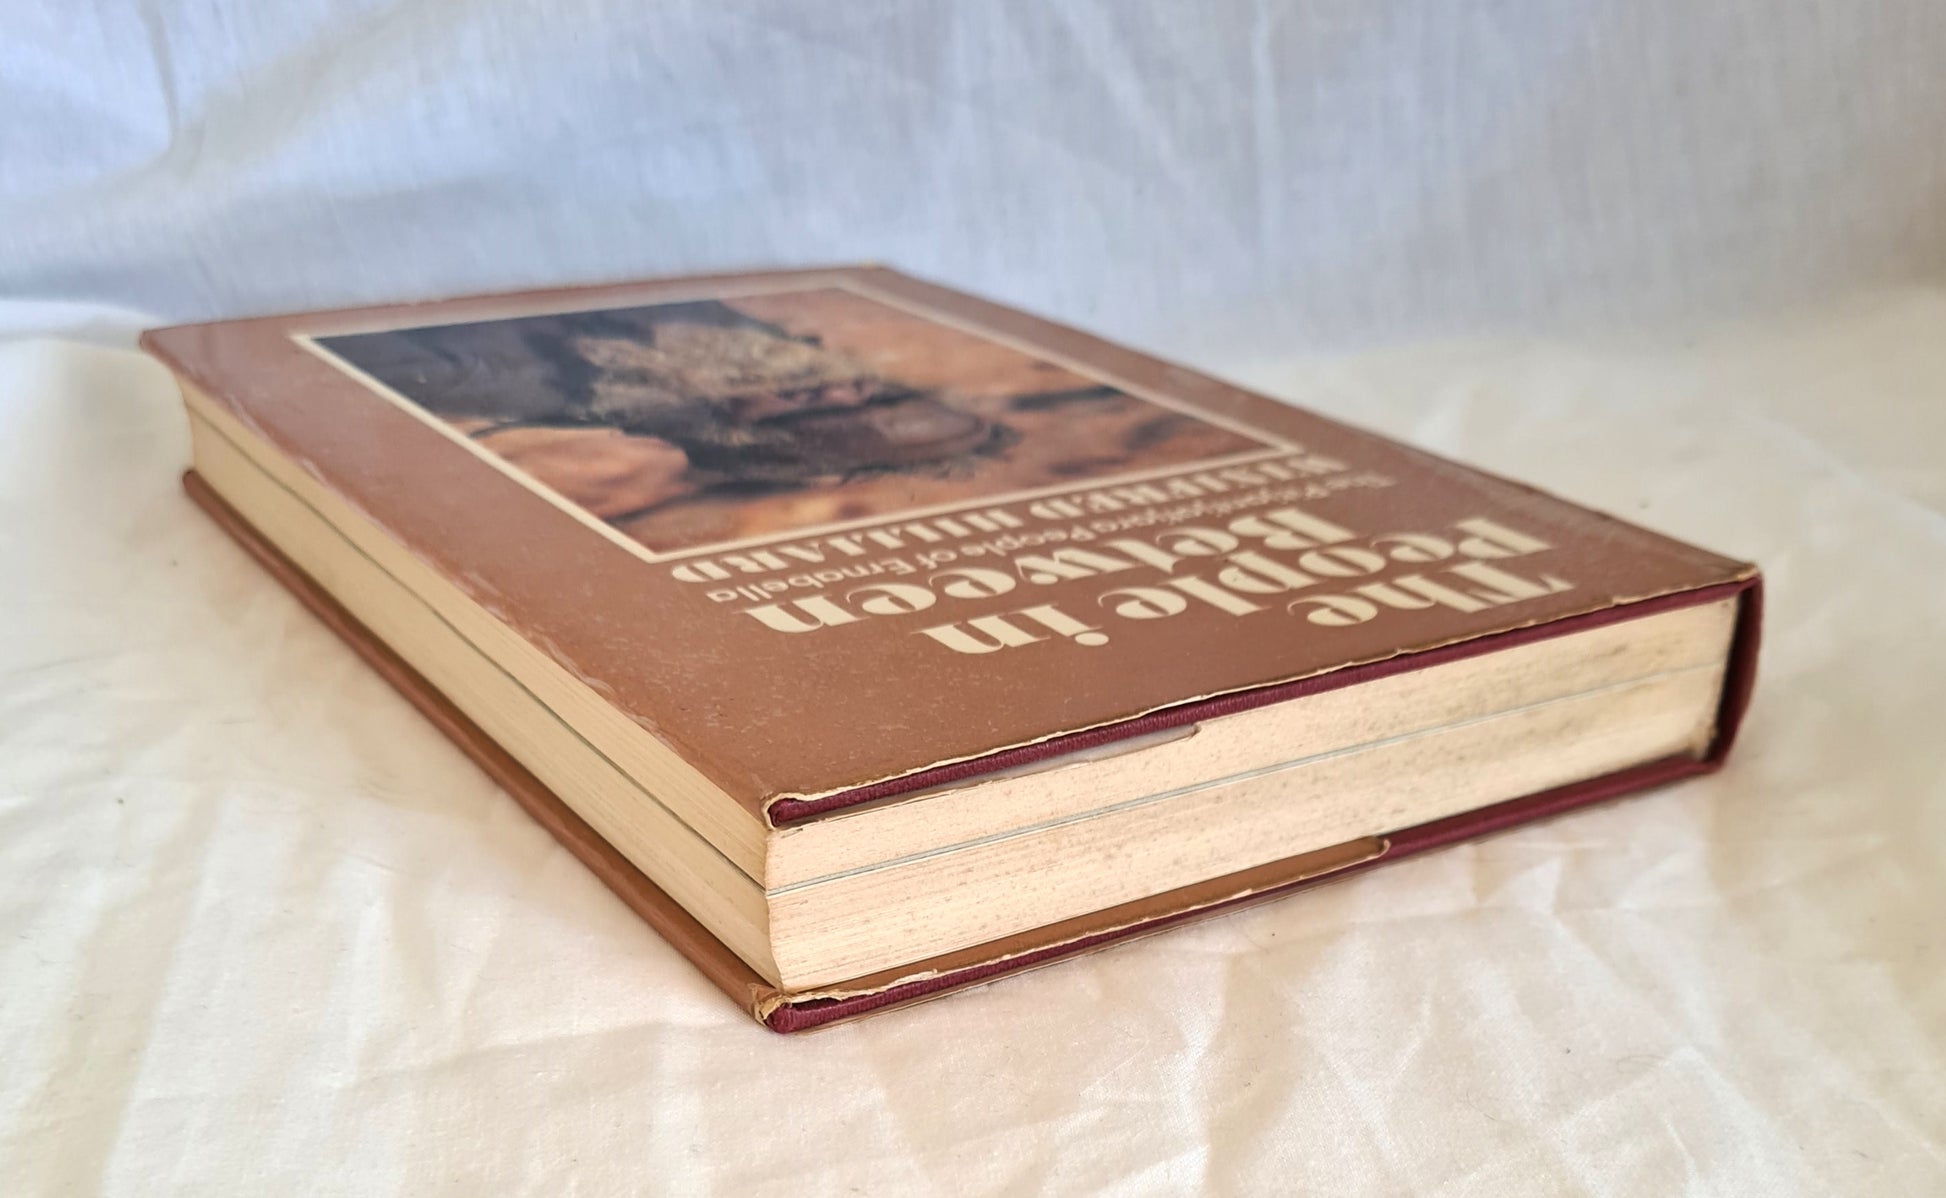 The
People in
Between
The Pitjantjatjara People of Ernabella
WINIFRED HILLIARD